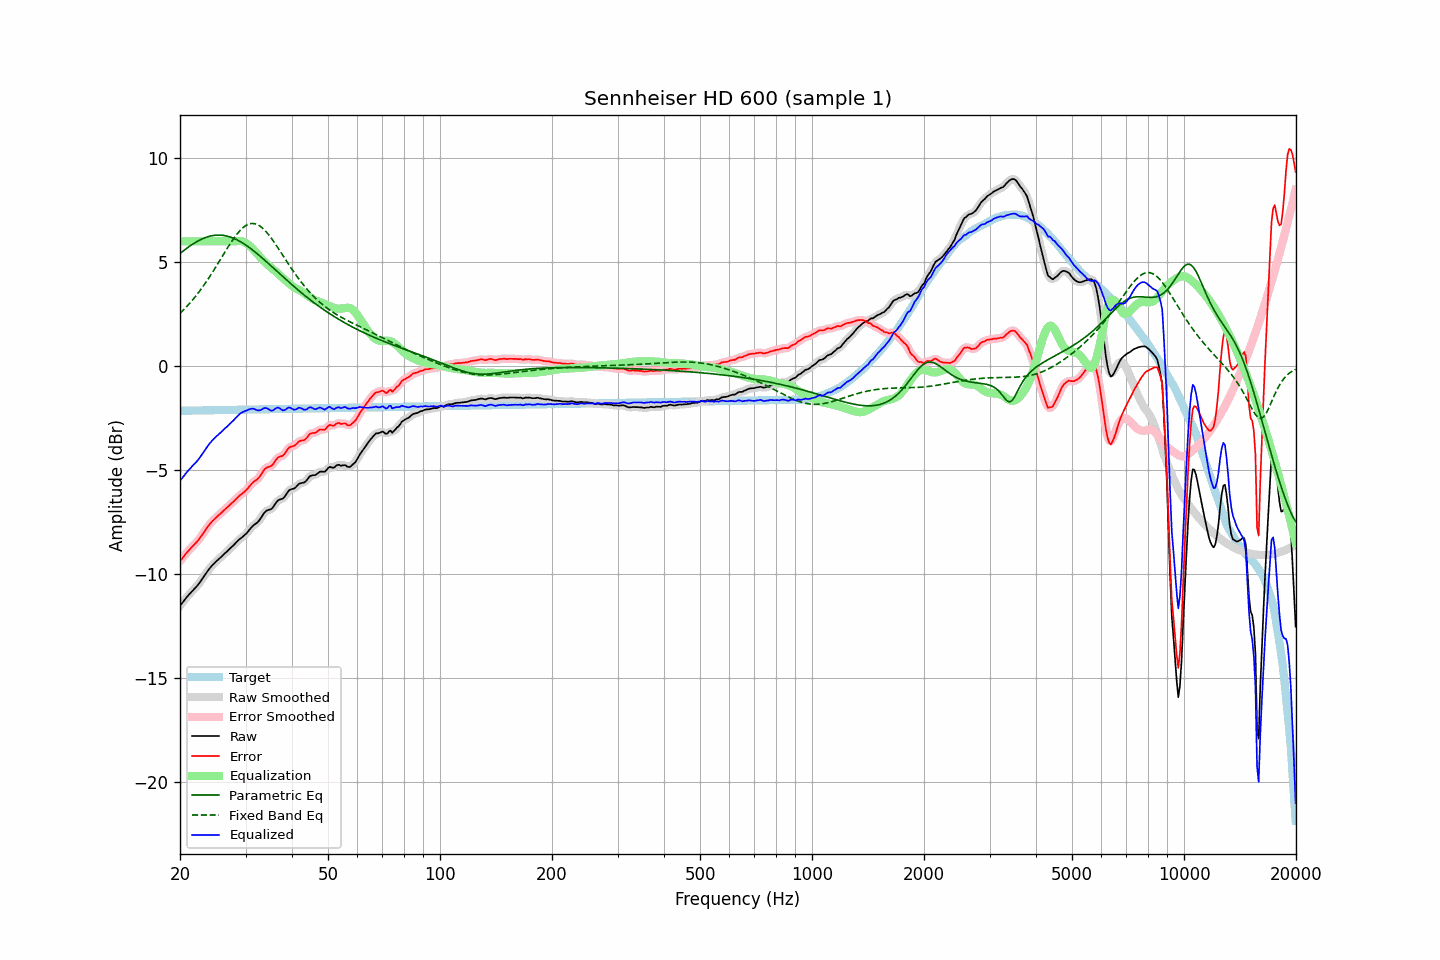 Sennheiser HD 600 (sample 1)
Amplitude (dBr)
10
5
0
−5
−10
−15
−20
Target
Raw Smoothed
Error Smoothed
Raw
Error
Equalization
Parametric Eq
Fixed Band Eq
Equalized
20 50 100 200 500 1000 2000 5000 10000 20000
Frequency (Hz)